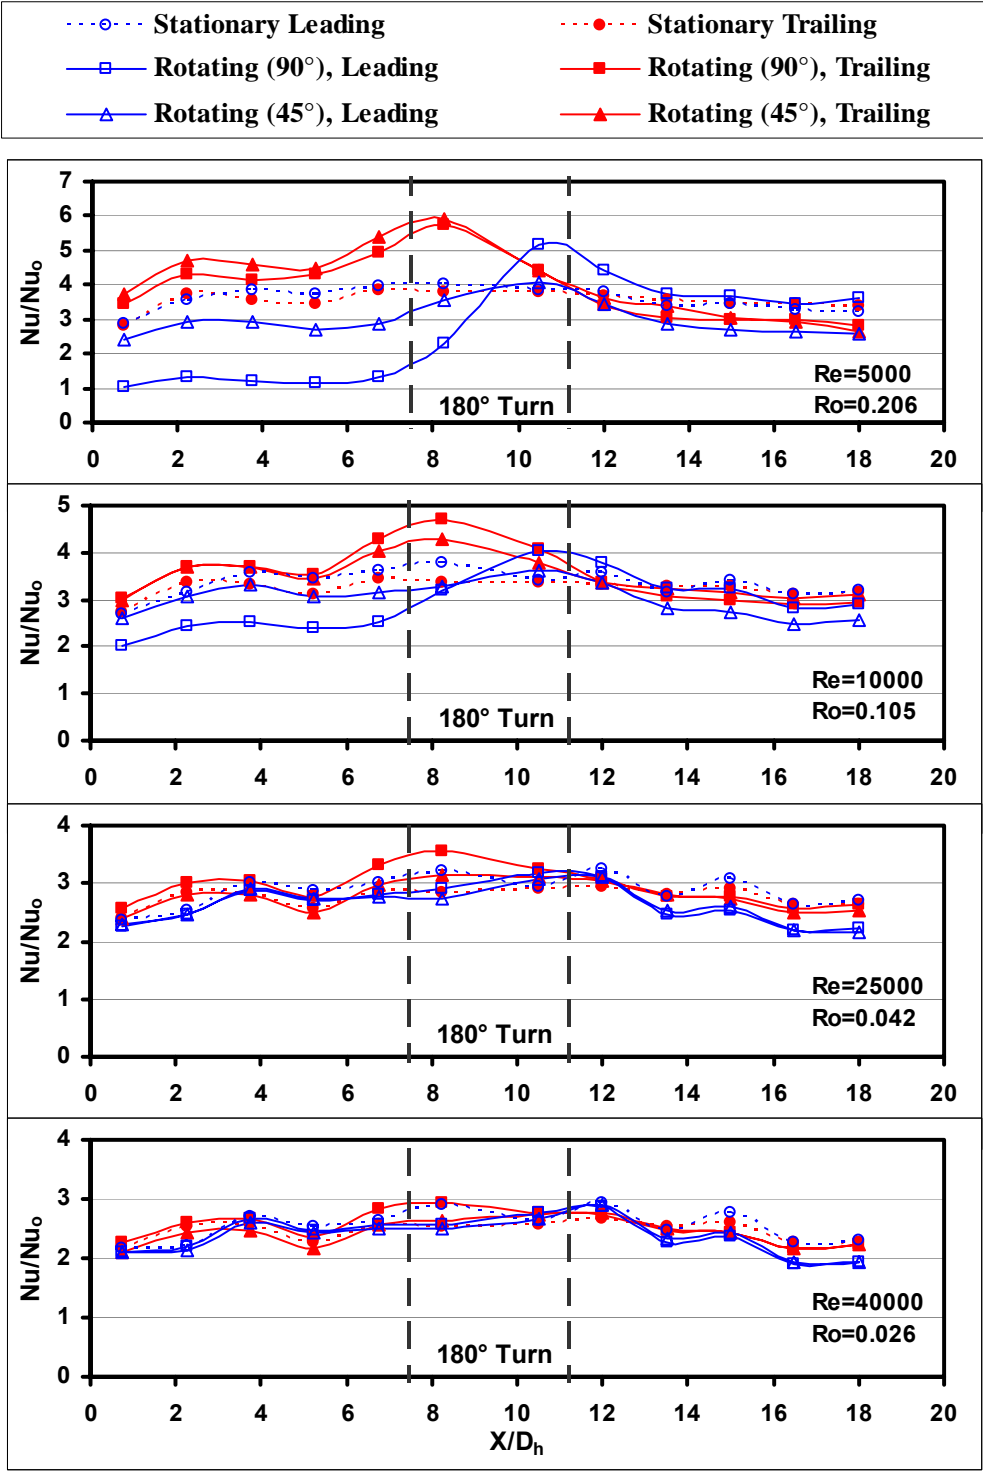 Stationary Leading Stationary Trailing
Rotating (90°), Leading Rotating (90°), Trailing
Rotating (45°), Leading Rotating (45°), Trailing
7
6
5
4
3
2
1
0
Nu/Nuo
Re=5000
Ro=0.206
180° Turn
0 2 4 6 8 10 12 14 16 18 20
5
4
3
2
1
0
Nu/Nuo
Re=10000
Ro=0.105
180° Turn
0 2 4 6 8 10 12 14 16 18 20
4
3
2
1
0
Nu/Nuo
Re=25000
Ro=0.042
180° Turn
0 2 4 6 8 10 12 14 16 18 20
4
3
2
1
0
Nu/Nuo
Re=40000
Ro=0.026
180° Turn
0 2 4 6 8 10 12 14 16 18 20
X/Dh